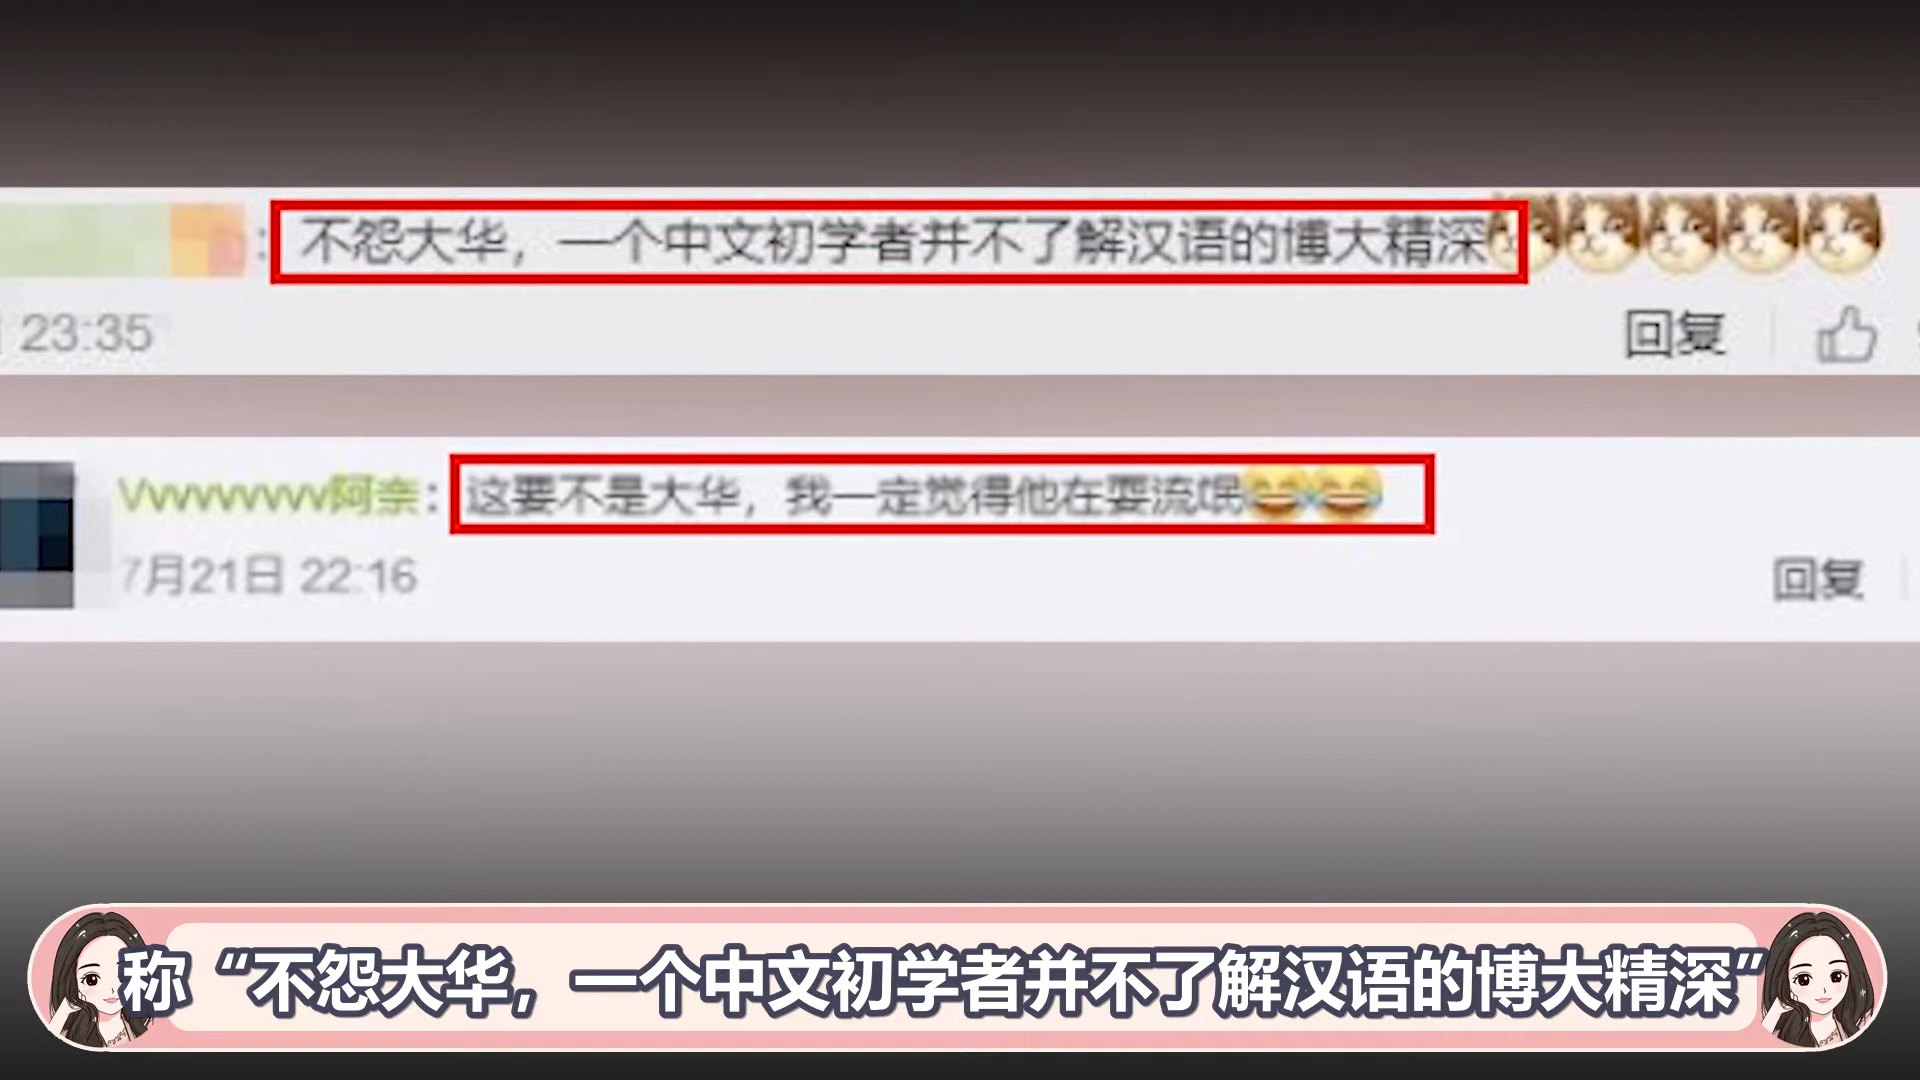 ：不怨大华，一个中文初学者并不了解汉语的博大精深
23:35
回复
Vvvvvvvvv阿奈：这要不是大华，我一定觉得他在耍流氓
7月21日 22:16
回复
称“不怨大华，一个中文初学者并不了解汉语的博大精深”